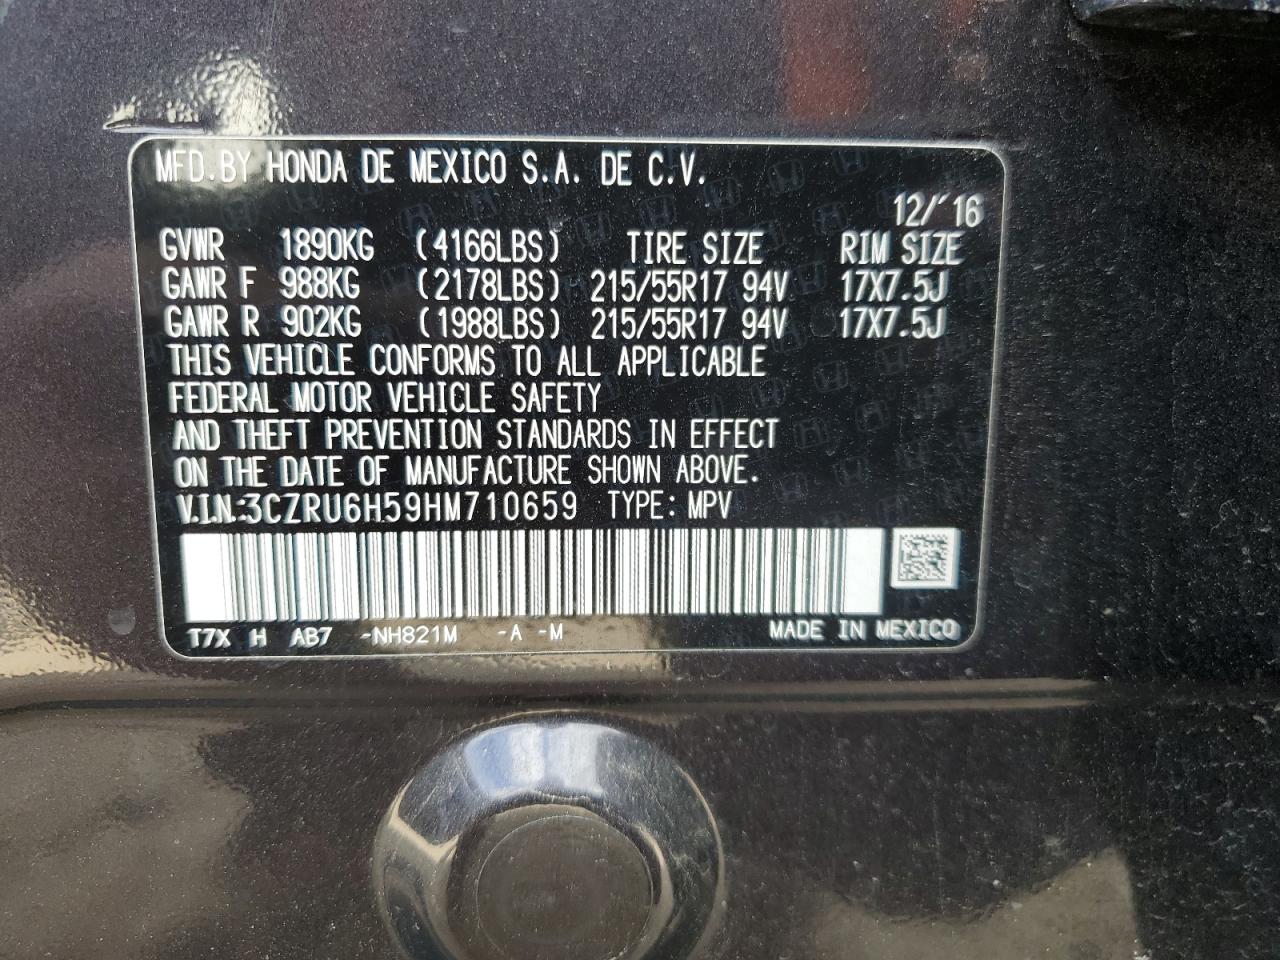 MFD.BY HONDA DE MEXICO S.A. DE C.V.
12/'16
GVWR 1890KG (4166LBS) TIRE SIZE RIM SIZE
GAWR F 988KG (2178LBS) 215/55R17 94V 17X7.5J
GAWR R 902KG (1988LBS) 215/55R17 94V 17X7.5J
THIS VEHICLE CONFORMS TO ALL APPLICABLE
FEDERAL MOTOR VEHICLE SAFETY
AND THEFT PREVENTION STANDARDS IN EFFECT
ON THE DATE OF MANUFACTURE SHOWN ABOVE.
V.I.N.:3CZRU6H59HM710659 TYPE: MPV
T7X H AB7 -NH821M -A -M MADE IN MEXICO